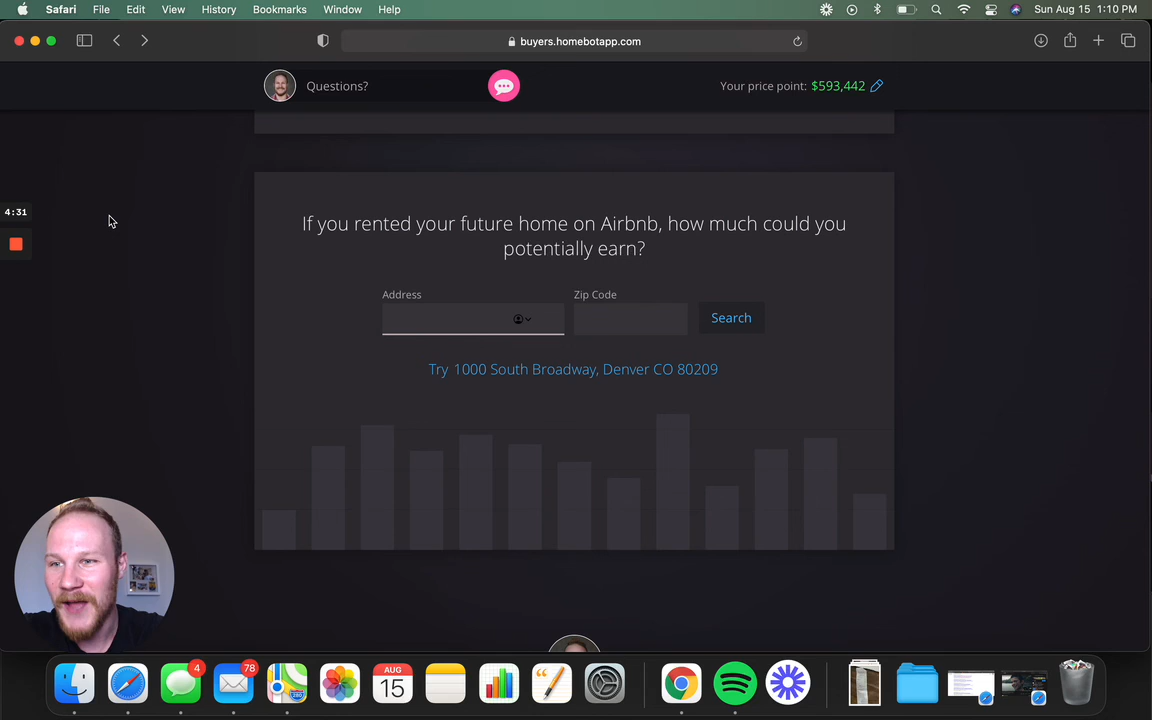 Safari File Edit View History Bookmarks Window Help Sun Aug 15 1:10 PM
buyers.homebotapp.com
Questions? Your price point: $593,442
4:31
If you rented your future home on Airbnb, how much could you
potentially earn?
Address Zip Code
Search
Try 1000 South Broadway, Denver CO 80209
4 78 AUG
15 280